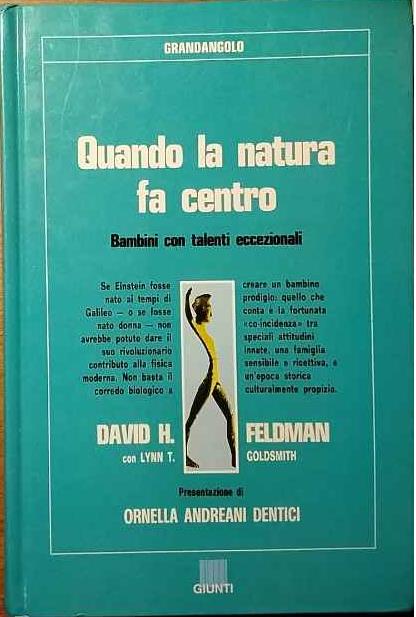 GRANDANGOLO
Quando la natura
fa centro
Bambini con talenti eccezionali
Se Einstein fosse
nato ai tempi di
Galileo — o se fosse
nato donna — non
avrebbe potuto dare il
suo rivoluzionario
contributo alla fisica
moderna. Non basta il
corredo biologico a
creare un bambino
prodigio: quello che
conta è la fortunata
«co-incidenza» tra
speciali attitudini
innate, una famiglia
sensibile e ricettiva, e
un'epoca storica
culturalmente propizia.
DAVID H. FELDMAN
con LYNN T. GOLDSMITH
Presentazione di
ORNELLA ANDREANI DENTICI
GIUNTI